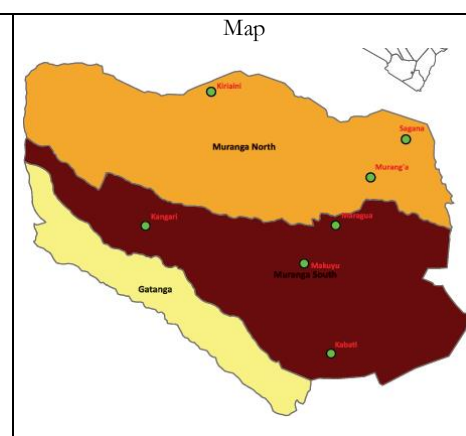 Map
Kiriaini
Sagana
Muranga North
Murang'a
Kangari
Maragua
Makuyu
Muranga South
Gatanga
Kabati